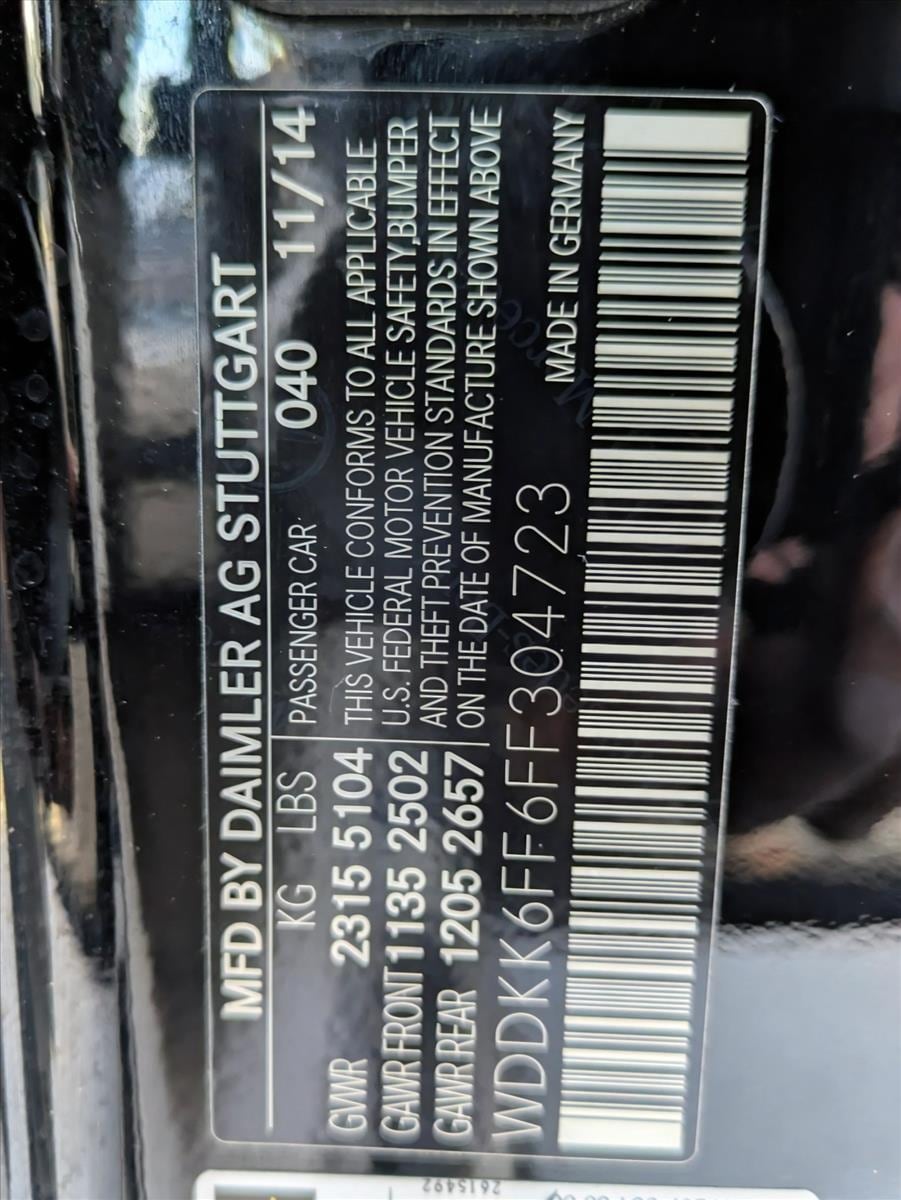 MFD BY DAIMLER AG STUTTGART
KG LBS PASSENGER CAR 040 11/14
GVWR 2315 5104
GAWR FRONT 1135 2502
GAWR REAR 1205 2657
THIS VEHICLE CONFORMS TO ALL APPLICABLE
U.S. FEDERAL MOTOR VEHICLE SAFETY,BUMPER
AND THEFT PREVENTION STANDARDS IN EFFECT
ON THE DATE OF MANUFACTURE SHOWN ABOVE
WDDKK6FF6FF304723 MADE IN GERMANY
2615492